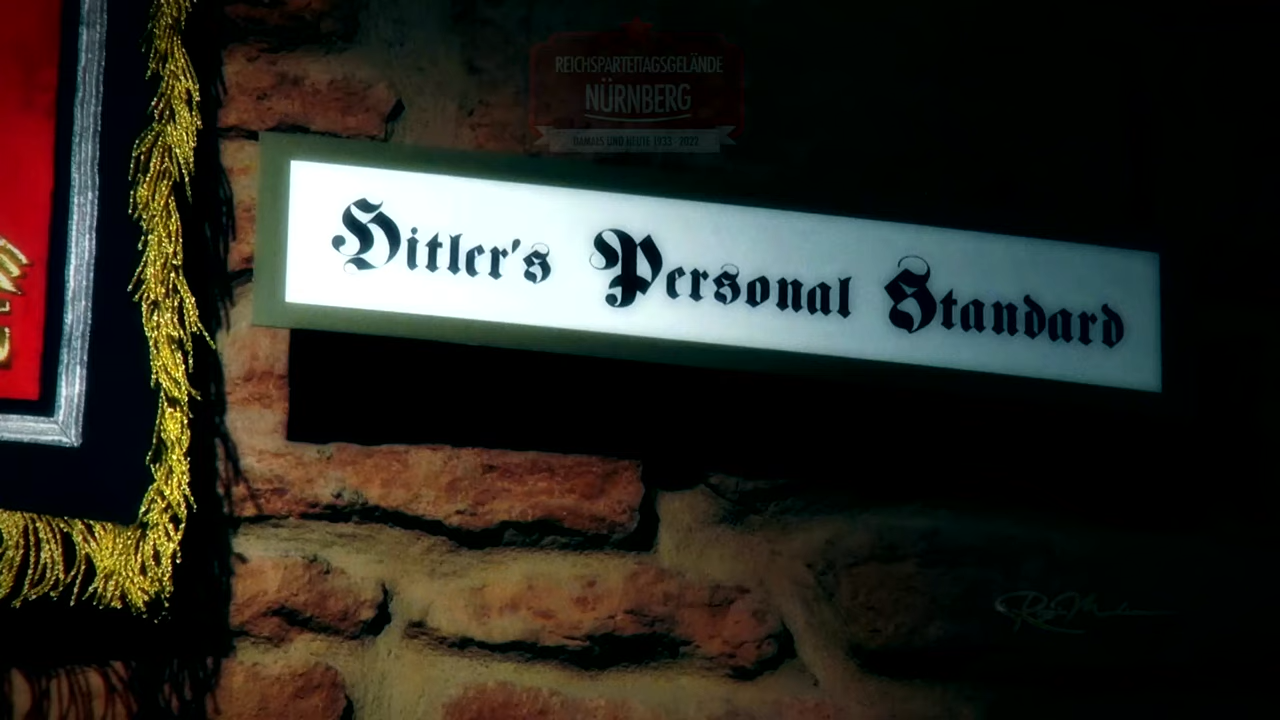 REICHSPARTEITAGSGELÄNDE
NÜRNBERG
DAMALS UND HEUTE 1933 - 2022
Hitler's Personal Standard